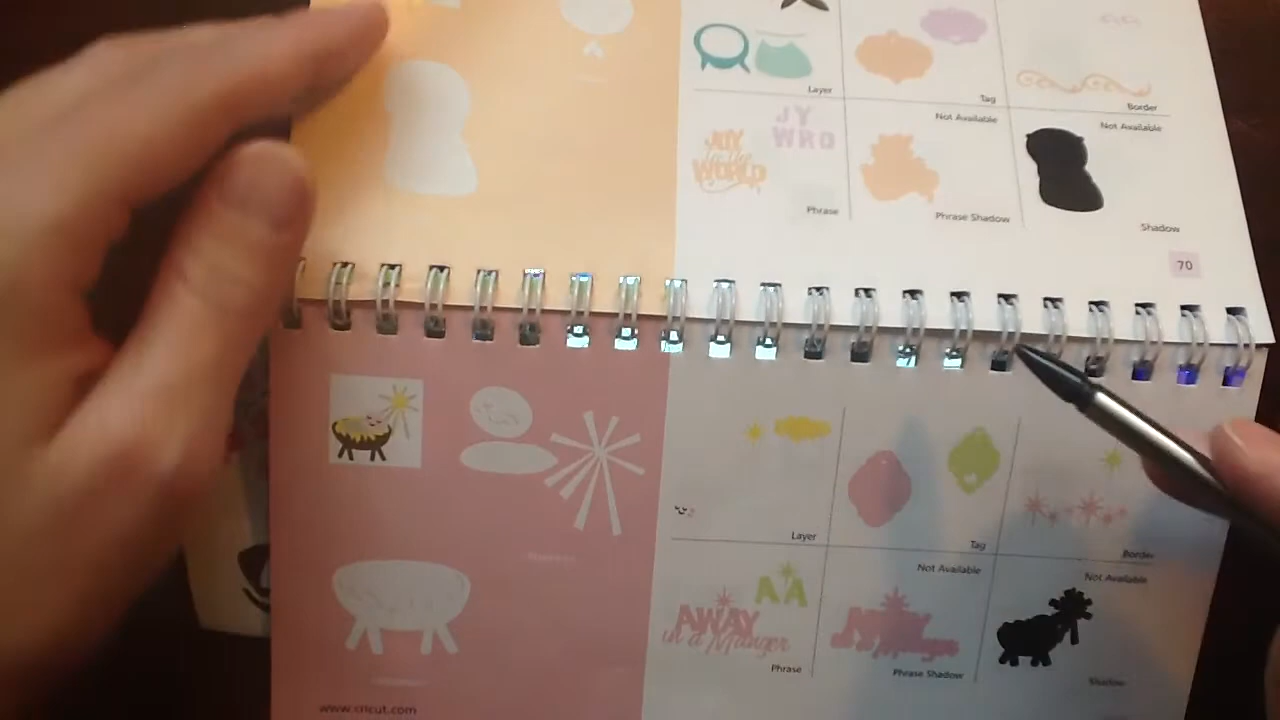 Layer
Tag
Border
JY
WRO
JOY
to the
WORLD
Not Available
Not Available
Phrase
Phrase Shadow
Shadow
70
Layer
Tag
Border
Not Available
Not Available
AA
AWAY
in a Manger
Phrase
Phrase Shadow
Shadow
www.cricut.com